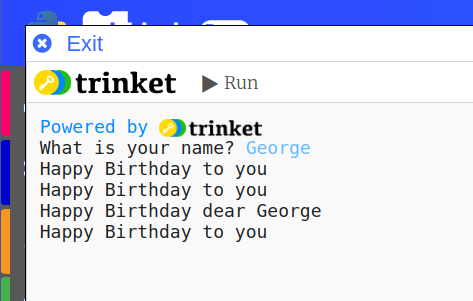 Exit
trinket
Run
Powered by trinket
What is your name? George
Happy Birthday to you
Happy Birthday to you
Happy Birthday dear George
Happy Birthday to you